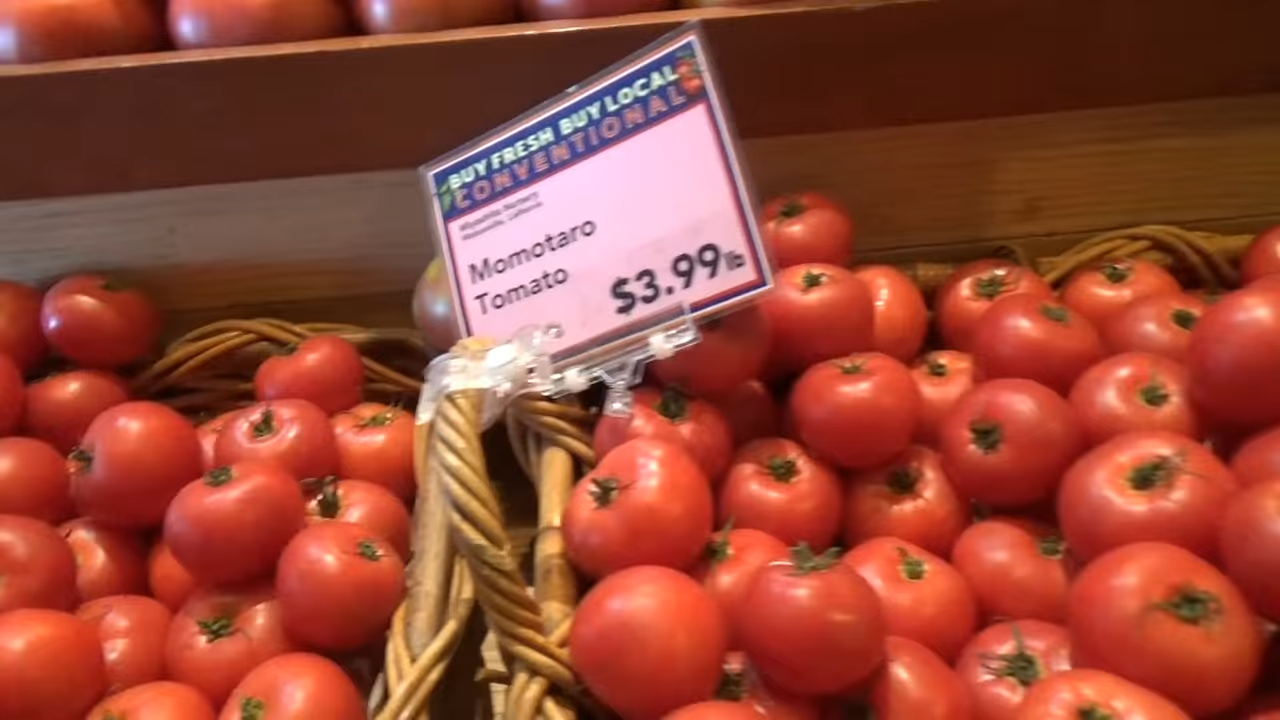 BUY FRESH BUY LOCAL
CONVENTIONAL
Momotaro
Tomato
$3.99lb